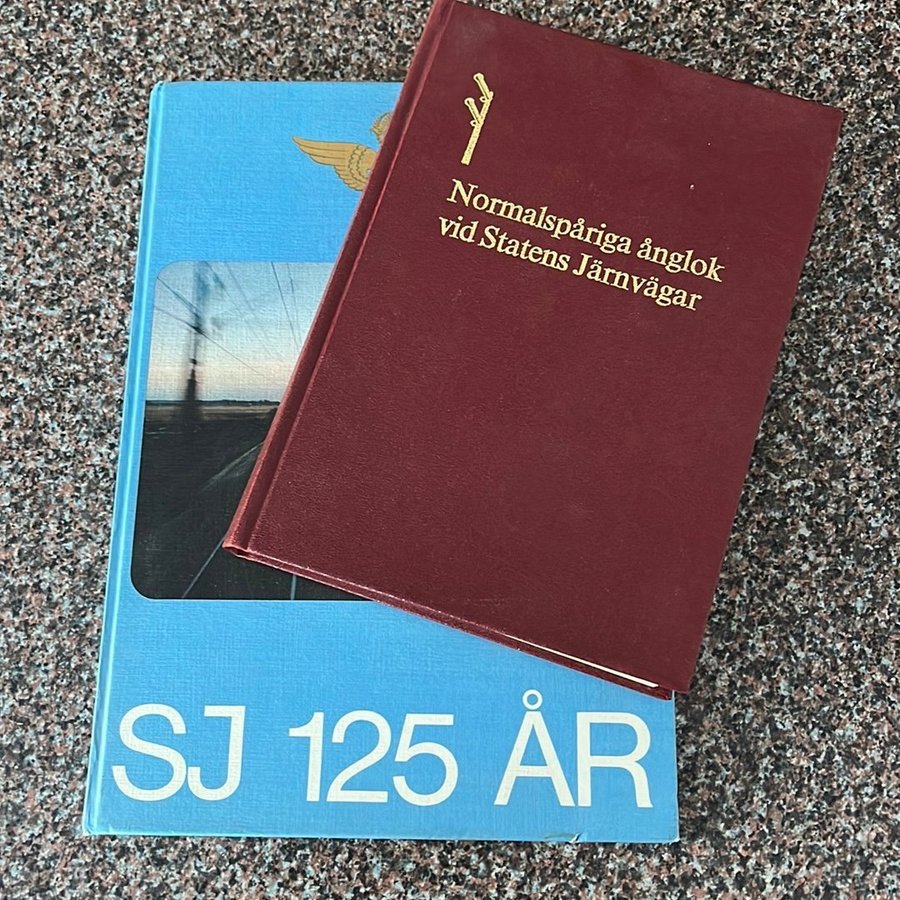 Normalspåriga ånglok
vid Statens Järnvägar
SJ 125 ÅR